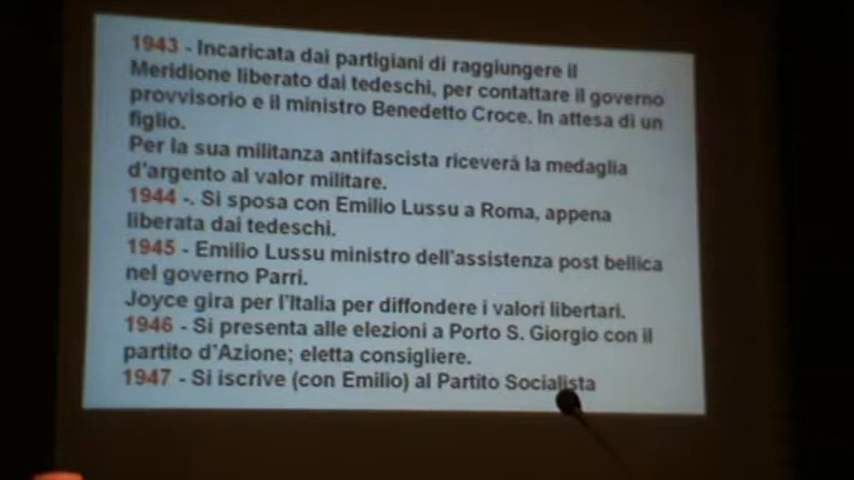 1943 - Incaricata dai partigiani di raggiungere il
Meridione liberato dai tedeschi, per contattare il governo
provvisorio e il ministro Benedetto Croce. In attesa di un
figlio.
Per la sua militanza antifascista riceverà la medaglia
d'argento al valor militare.
1944 -. Si sposa con Emilio Lussu a Roma, appena
liberata dai tedeschi.
1945 - Emilio Lussu ministro dell'assistenza post bellica
nel governo Parri.
Joyce gira per l'Italia per diffondere i valori libertari.
1946 - Si presenta alle elezioni a Porto S. Giorgio con il
partito d'Azione; eletta consigliere.
1947 - Si iscrive (con Emilio) al Partito Socialista